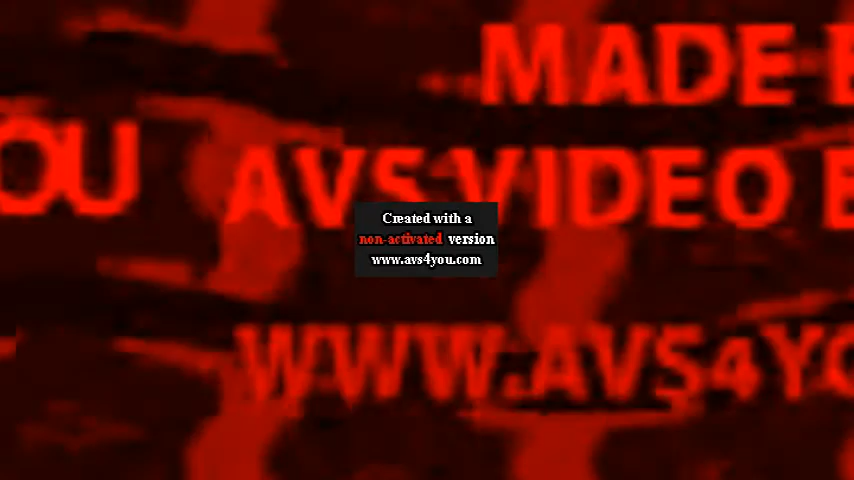 MADE
OU
AVS VIDEO
Created with a
non-activated version
www.avs4you.com
WWW.AVS4YO